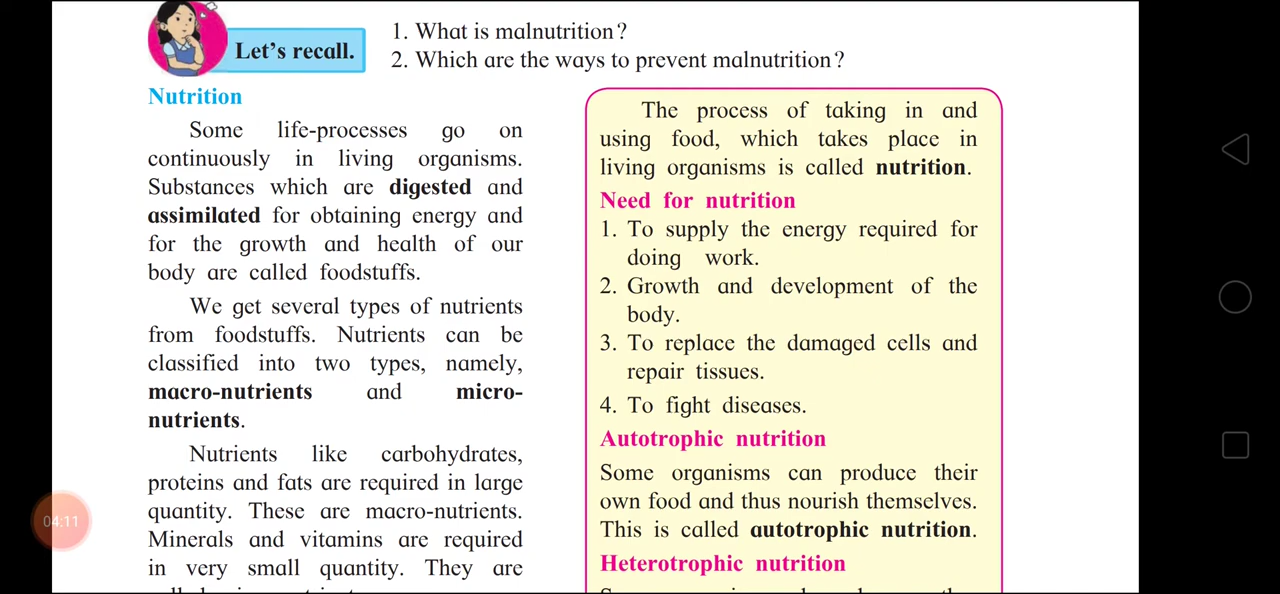 Let's recall.
1. What is malnutrition?
2. Which are the ways to prevent malnutrition?
Nutrition
Some life-processes go on
continuously in living organisms.
Substances which are digested and
assimilated for obtaining energy and
for the growth and health of our
body are called foodstuffs.
We get several types of nutrients
from foodstuffs. Nutrients can be
classified into two types, namely,
macro-nutrients and micro-
nutrients.
Nutrients like carbohydrates,
proteins and fats are required in large
quantity. These are macro-nutrients.
Minerals and vitamins are required
in very small quantity. They are
The process of taking in and
using food, which takes place in
living organisms is called nutrition.
Need for nutrition
1. To supply the energy required for
doing work.
2. Growth and development of the
body.
3. To replace the damaged cells and
repair tissues.
4. To fight diseases.
Autotrophic nutrition
Some organisms can produce their
own food and thus nourish themselves.
This is called autotrophic nutrition.
Heterotrophic nutrition
04:11